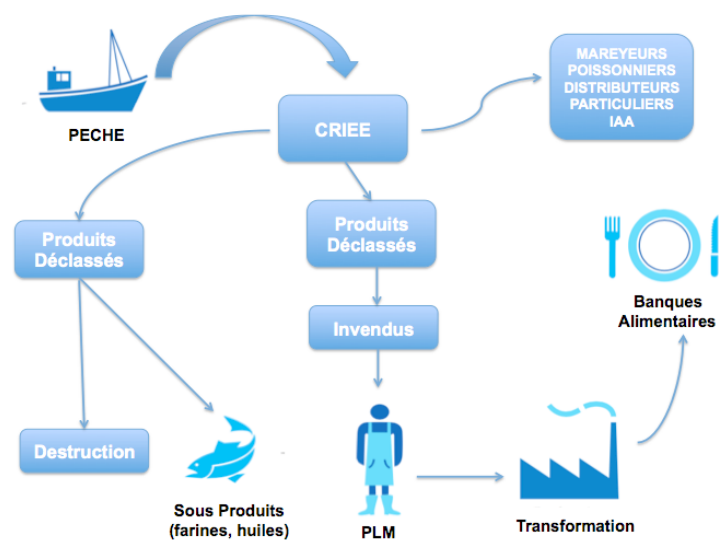 MAREYEURS
POISSONNIERS
DISTRIBUTEURS
PARTICULIERS
IAA
PECHE
CRIEE
Produits
Déclassés
Produits
Déclassés
Banques
Alimentaires
Invendus
Destruction
Sous Produits
(farines, huiles)
PLM
Transformation